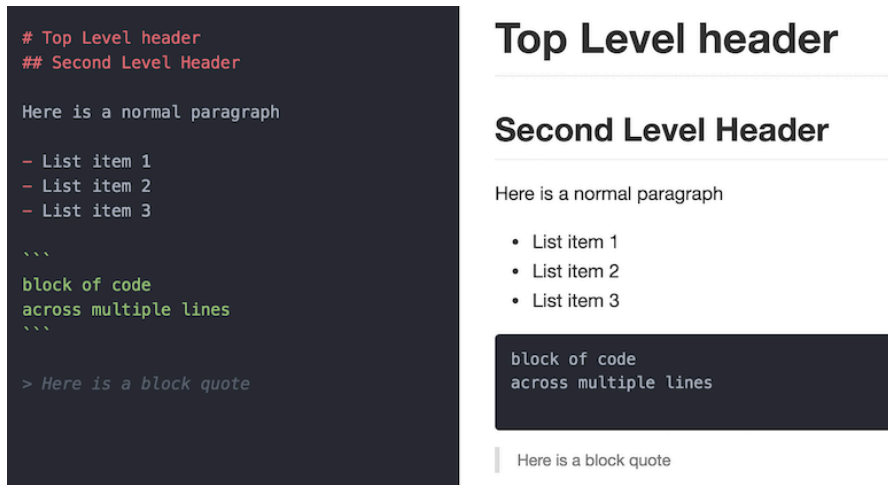 # Top Level header
## Second Level Header
Here is a normal paragraph
- List item 1
- List item 2
- List item 3
```
block of code
across multiple lines
```
> Here is a block quote
Top Level header
Second Level Header
Here is a normal paragraph
• List item 1
• List item 2
• List item 3
block of code
across multiple lines
Here is a block quote